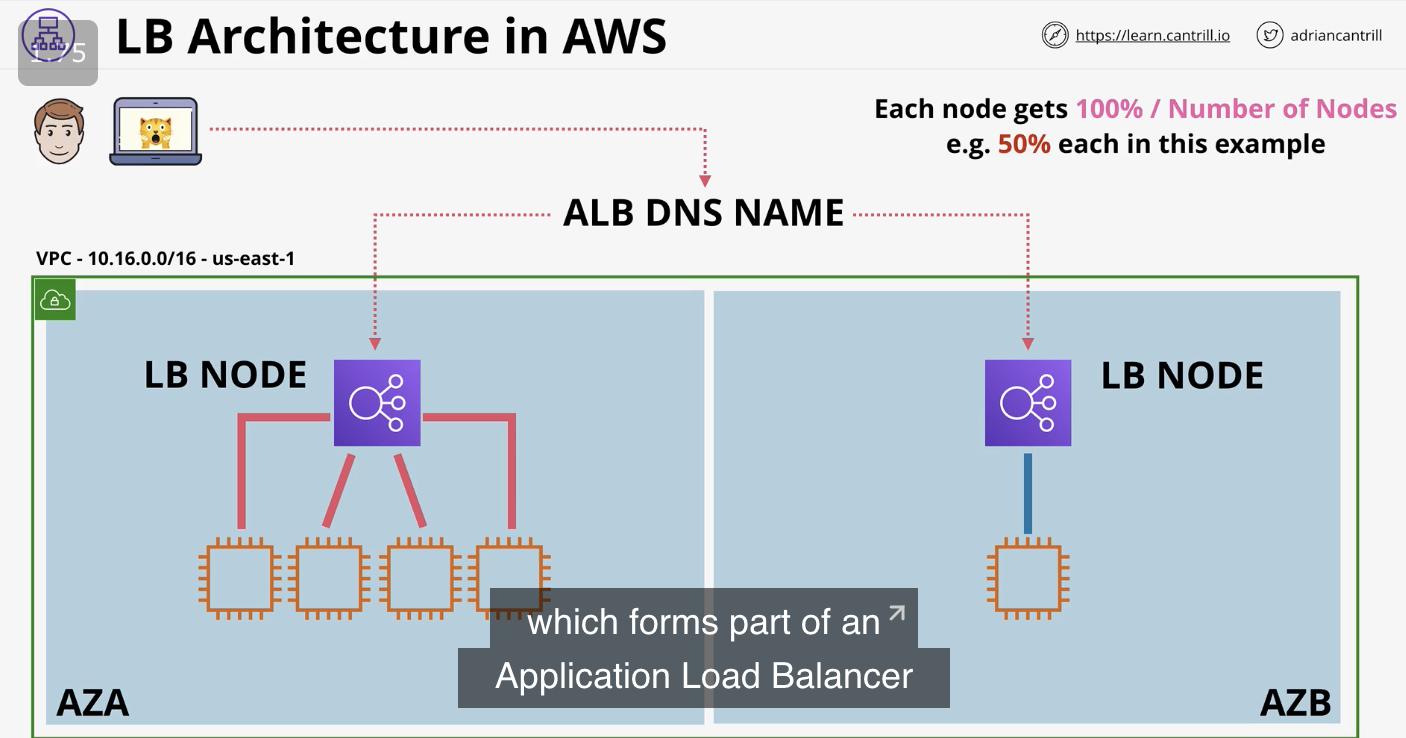 LB Architecture in AWS
https://learn.cantrill.io
adriancantrill
Each node gets 100% / Number of Nodes
e.g. 50% each in this example
ALB DNS NAME
VPC - 10.16.0.0/16 - us-east-1
LB NODE
LB NODE
which forms part of an
Application Load Balancer
AZA
AZB